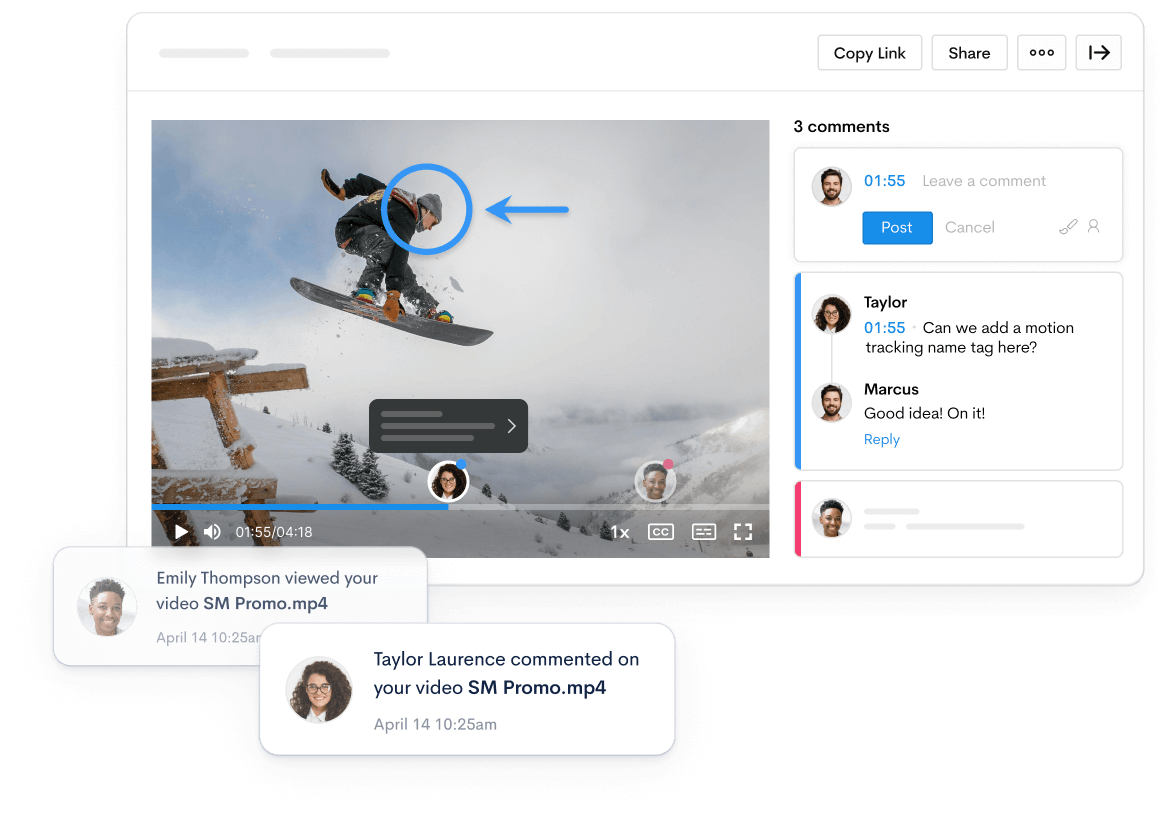 Copy Link
Share
3 comments
01:55 Leave a comment
Post Cancel
Taylor
01:55 · Can we add a motion
tracking name tag here?
Marcus
Good idea! On it!
Reply
01:55/04:18
1x
CC
Emily Thompson viewed your
video SM Promo.mp4
April 14 10:25a
Taylor Laurence commented on
your video SM Promo.mp4
April 14 10:25am